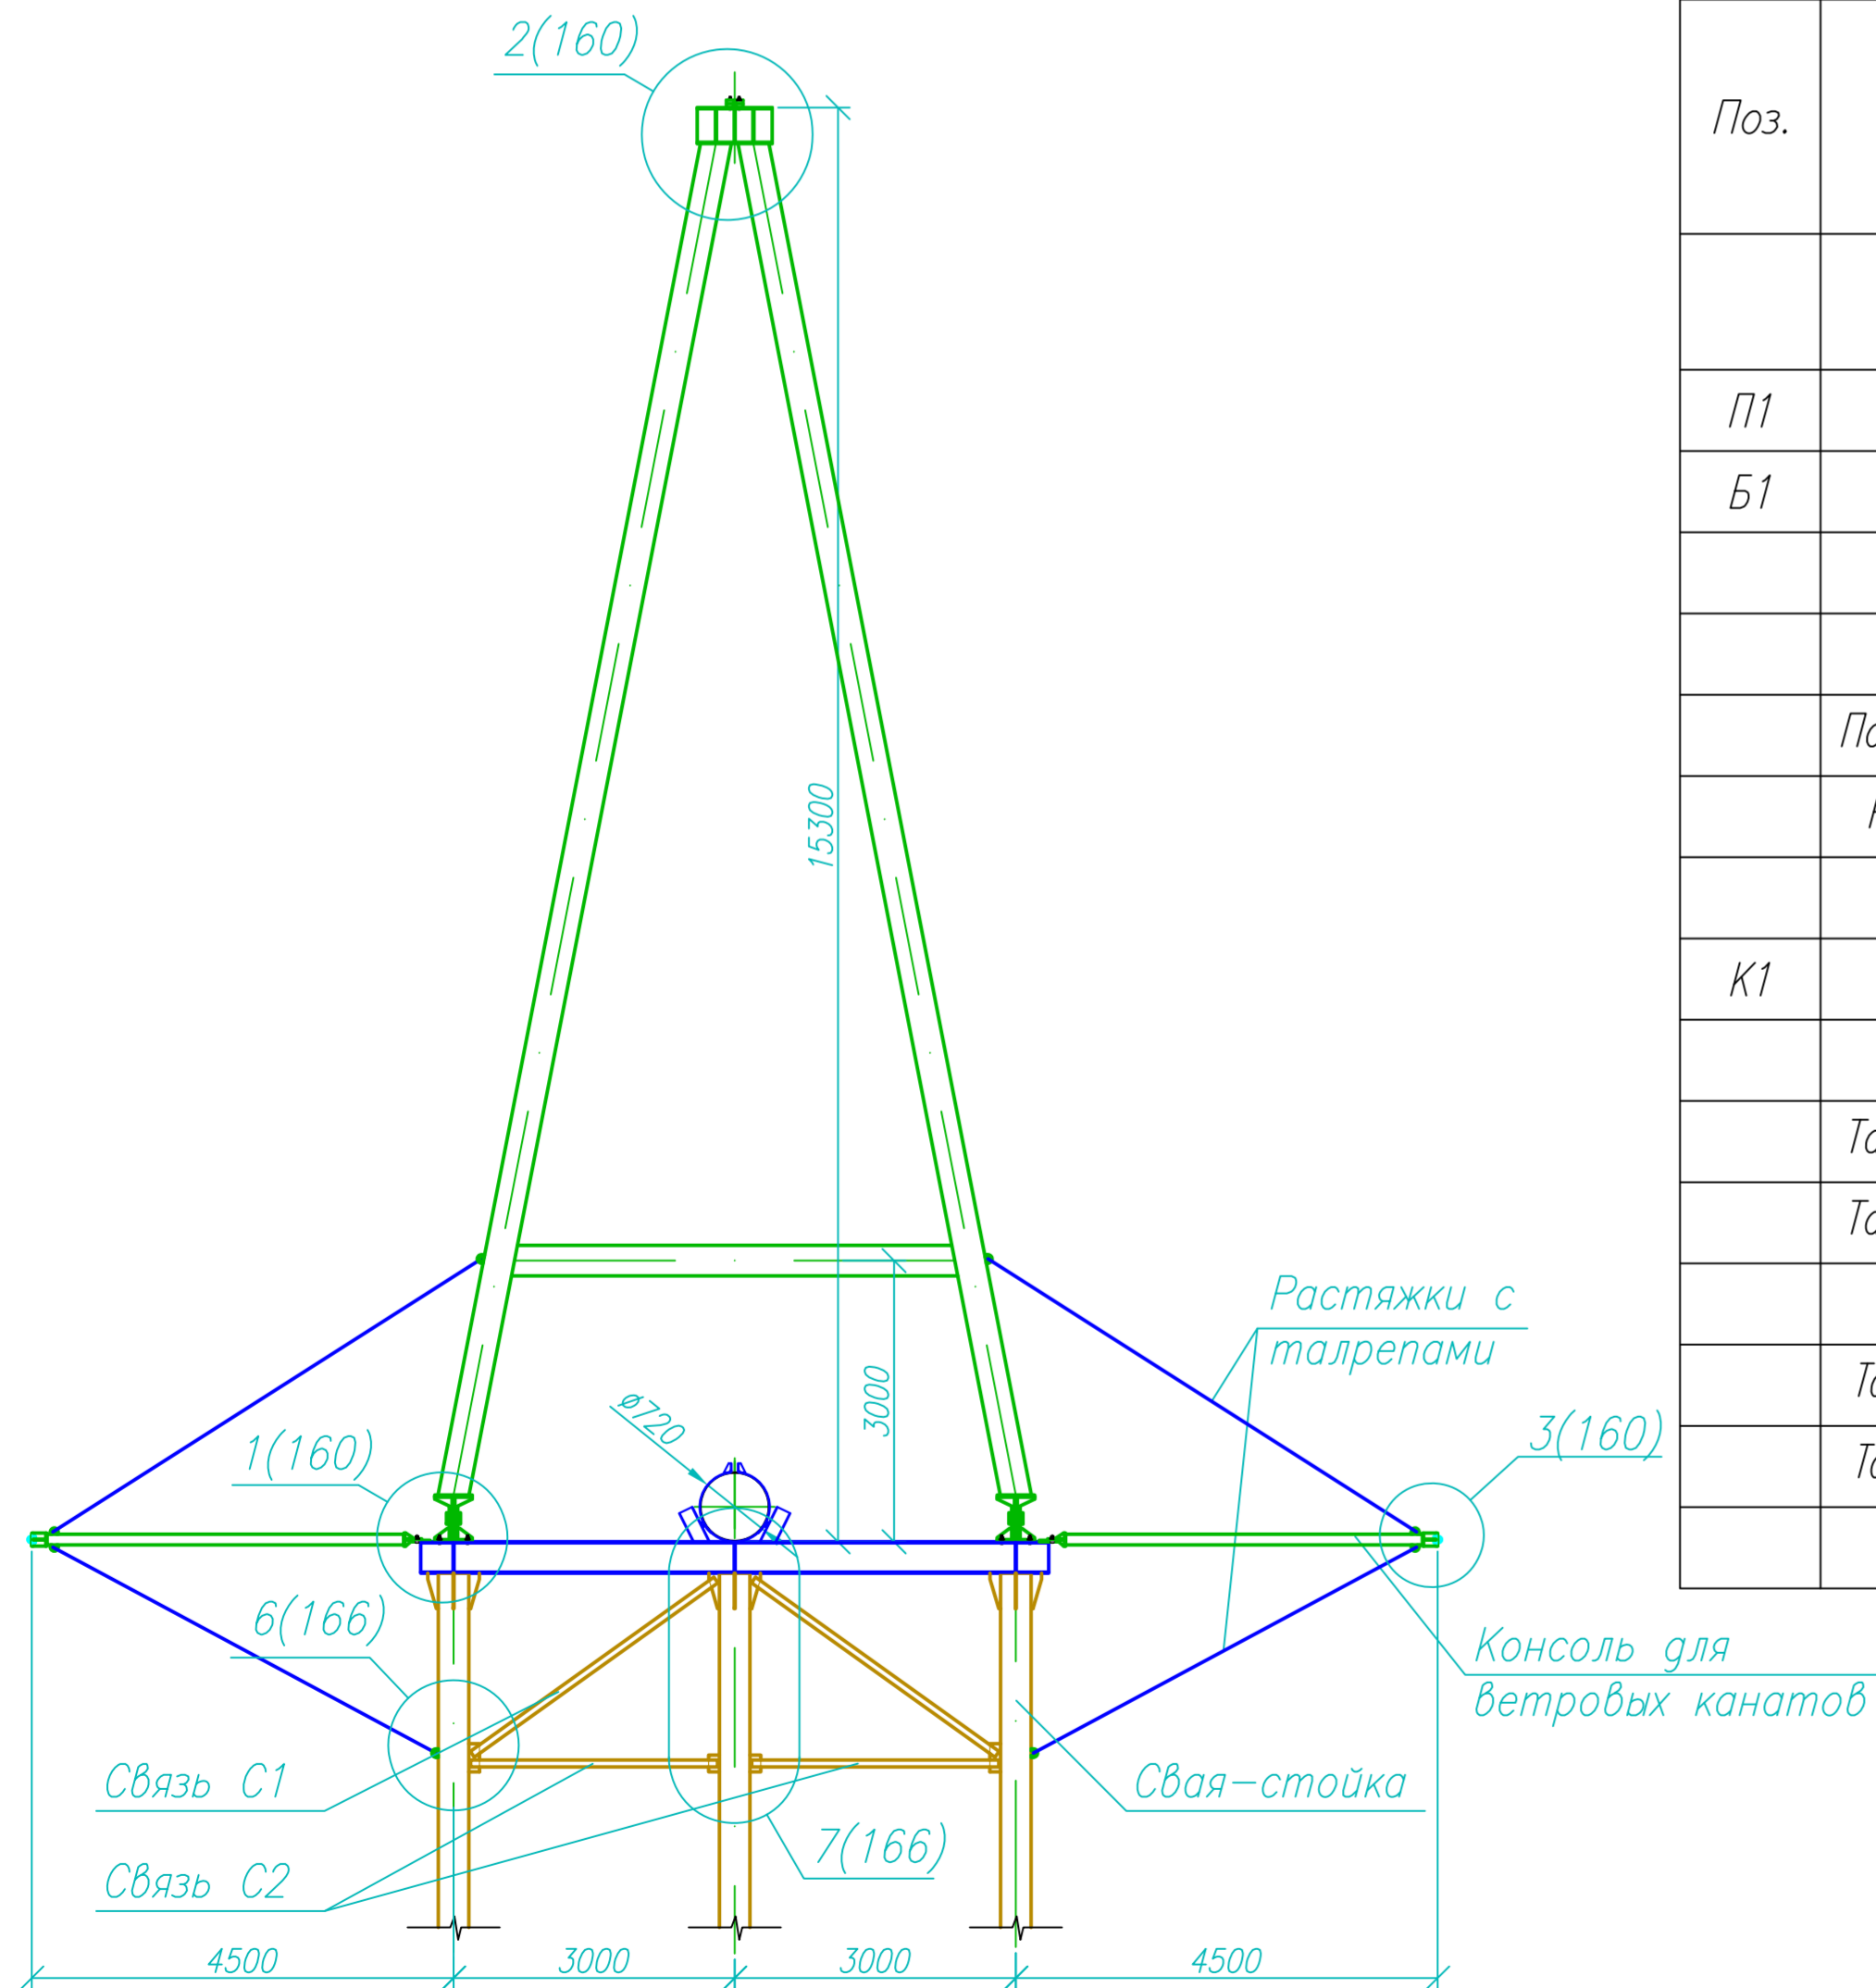 2(160)
Поз.
П1
Б1
15300
К1
Растяжки с
талрепами
3000
Ø720
3(160)
1(160)
6(166)
Консоль для
ветровых канатов
Связь С1
Свая-стойка
7(166)
Связь С2
4500
3000
3000
4500